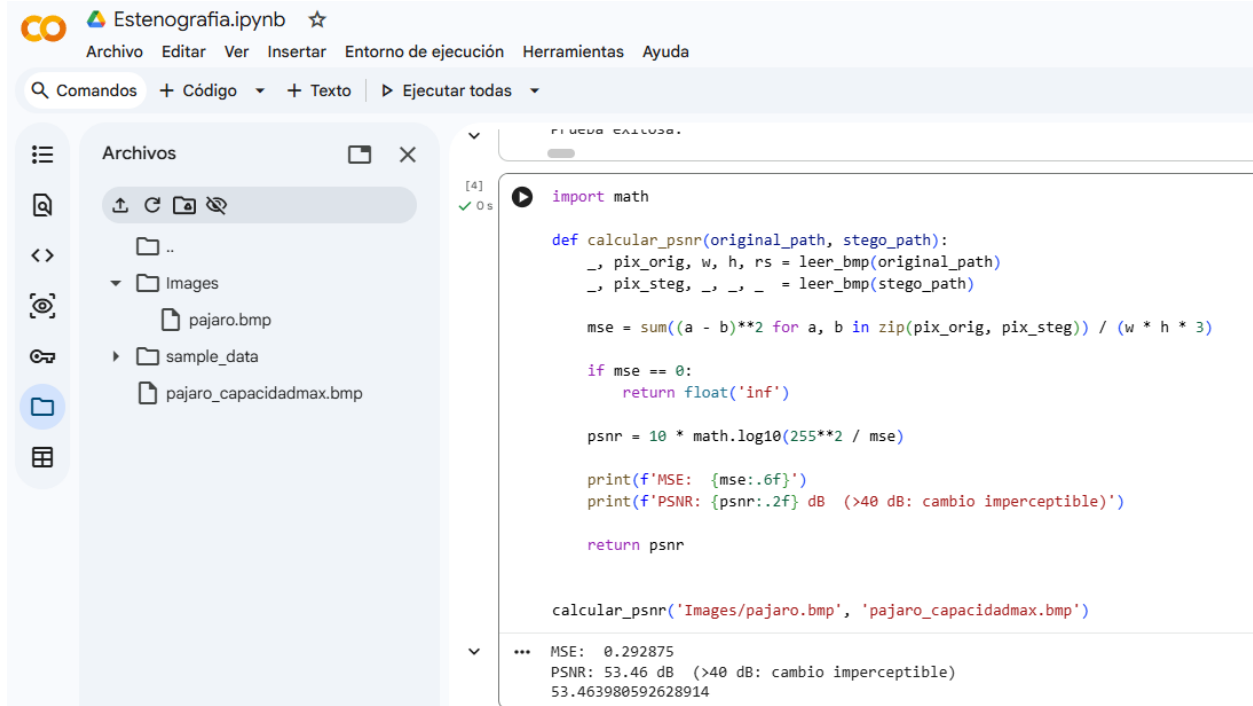 Estenografia.ipynb
Archivo Editar Ver Insertar Entorno de ejecución Herramientas Ayuda
Comandos + Código + Texto Ejecutar todas
Archivos
..
Images
pajaro.bmp
sample_data
pajaro_capacidadmax.bmp
Prueba exitosa.
[4]
0 s
import math
def calcular_psnr(original_path, stego_path):
    _, pix_orig, w, h, rs = leer_bmp(original_path)
    _, pix_steg, _, _, _  = leer_bmp(stego_path)
    mse = sum((a - b)**2 for a, b in zip(pix_orig, pix_steg)) / (w * h * 3)
    if mse == 0:
        return float('inf')
    psnr = 10 * math.log10(255**2 / mse)
    print(f'MSE:  {mse:.6f}')
    print(f'PSNR: {psnr:.2f} dB  (>40 dB: cambio imperceptible)')
    return psnr
calcular_psnr('Images/pajaro.bmp', 'pajaro_capacidadmax.bmp')
MSE:  0.292875
PSNR: 53.46 dB  (>40 dB: cambio imperceptible)
53.463980592628914